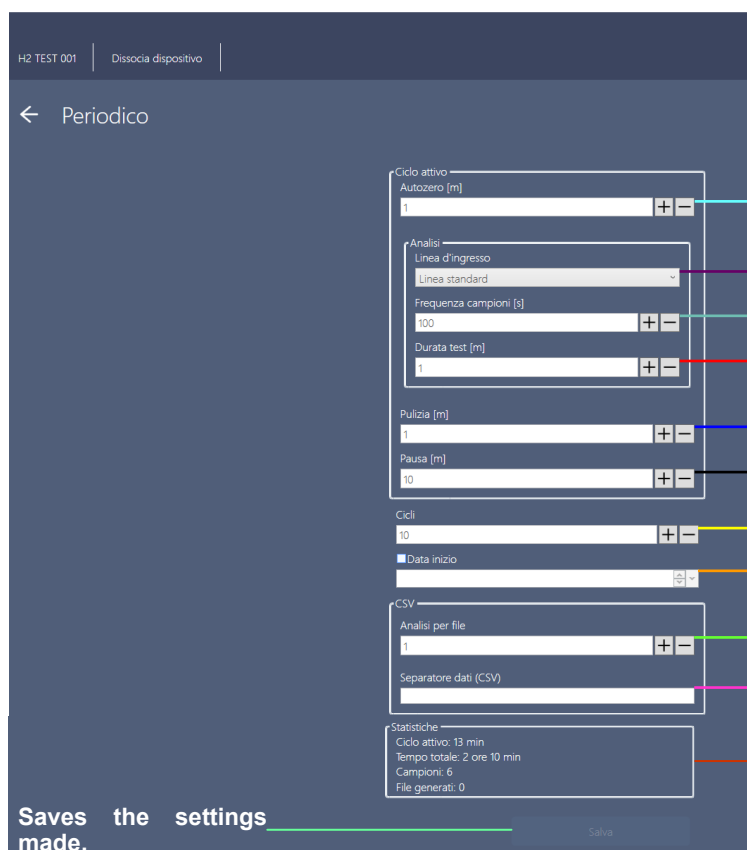 H2 TEST 001
Dissocia dispositivo
Periodico
Ciclo attivo
Autozero [m]
1
Analisi
Linea d'ingresso
Linea standard
Frequenza campioni [s]
100
Durata test [m]
1
Pulizia [m]
1
Pausa [m]
10
Cicli
10
Data inizio
CSV
Analisi per file
1
Separatore dati (CSV)
Statistiche
Ciclo attivo: 13 min
Tempo totale: 2 ore 10 min
Campioni: 6
File generati: 0
Saves the settings
made.
Salva